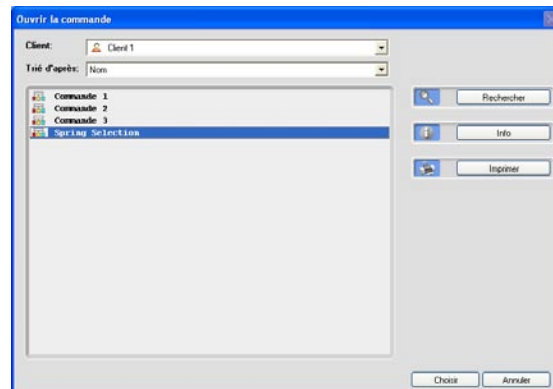 Ouvrir la commande
Client: Client 1
Trié d'après: Nom
Commande 1
Commande 2
Commande 3
Spring Selection
Rechercher
Info
Imprimer
Choisir Annuler